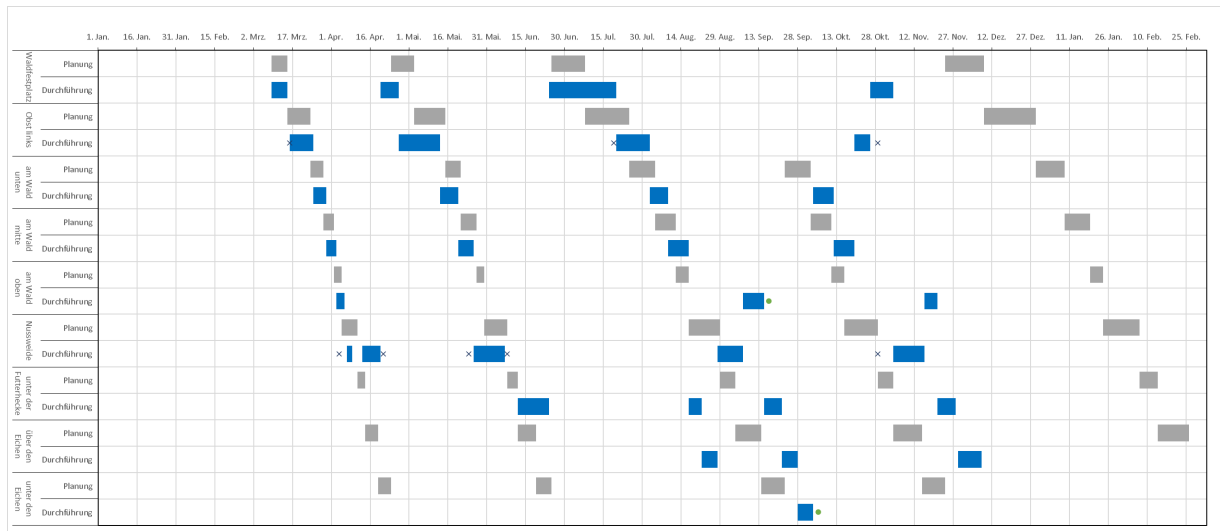 1. Jan. 16. Jan. 31. Jan. 15. Feb. 2. Mrz. 17. Mrz. 1. Apr. 16. Apr. 1. Mai. 16. Mai. 31. Mai. 15. Jun. 30. Jun. 15. Jul. 30. Jul. 14. Aug. 29. Aug. 13. Sep. 28. Sep. 13. Okt. 28. Okt. 12. Nov. 27. Nov. 12. Dez. 27. Dez. 11. Jan. 26. Jan. 10. Feb. 25. Feb.
Waldfestplatz
Planung
Durchführung
Obst links
Planung
Durchführung
am Wald
unten
Planung
Durchführung
am Wald
mitte
Planung
Durchführung
am Wald
oben
Planung
Durchführung
Nussweide
Planung
Durchführung
unter der
Futterhecke
Planung
Durchführung
über den
Eichen
Planung
Durchführung
unter den
Eichen
Planung
Durchführung